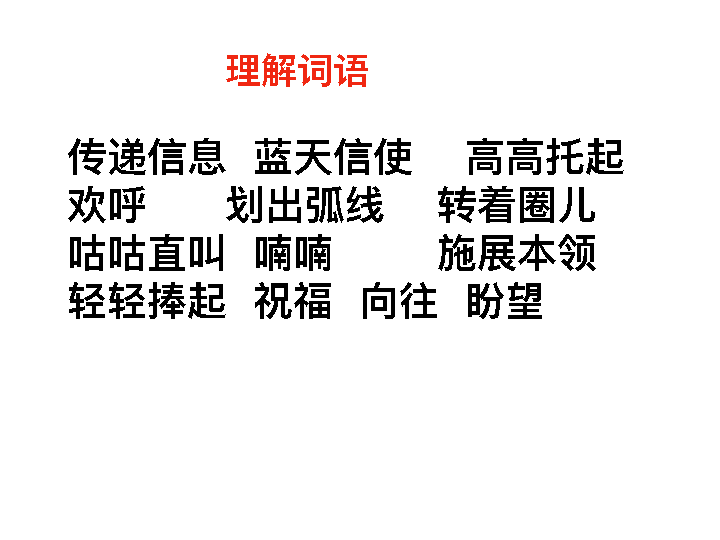 理解词语
传递信息 蓝天信使 高高托起
欢呼 划出弧线 转着圈儿
咕咕直叫 喃喃 施展本领
轻轻捧起 祝福 向往 盼望